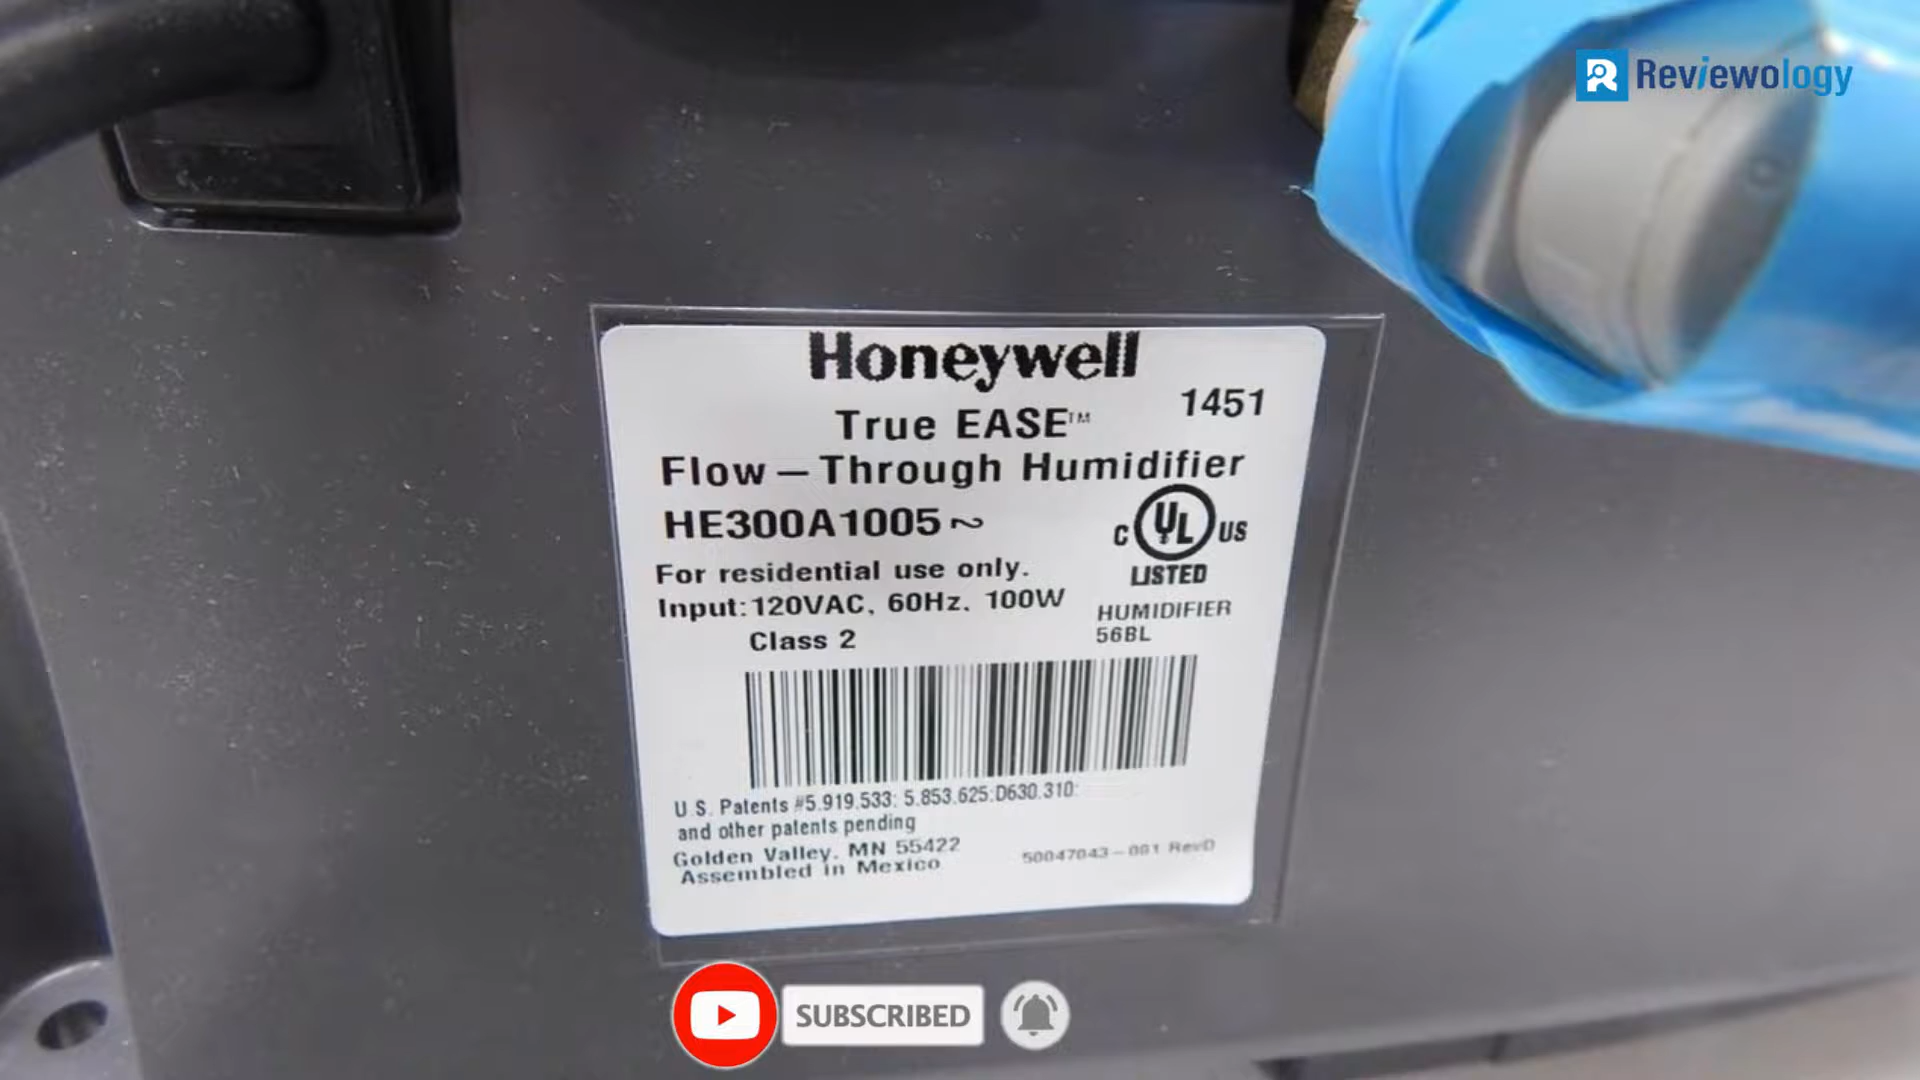 Reviewology
Honeywell
1451
True EASE™
Flow — Through Humidifier
HE300A1005~
C UL US
LISTED
For residential use only.
Input: 120VAC, 60Hz, 100W
Class 2
HUMIDIFIER
56BL
U.S. Patents #5.919.533; 5.853.625;D630.310;
and other patents pending
Golden Valley, MN 55422
Assembled in Mexico
50047043-001 RevD
SUBSCRIBED